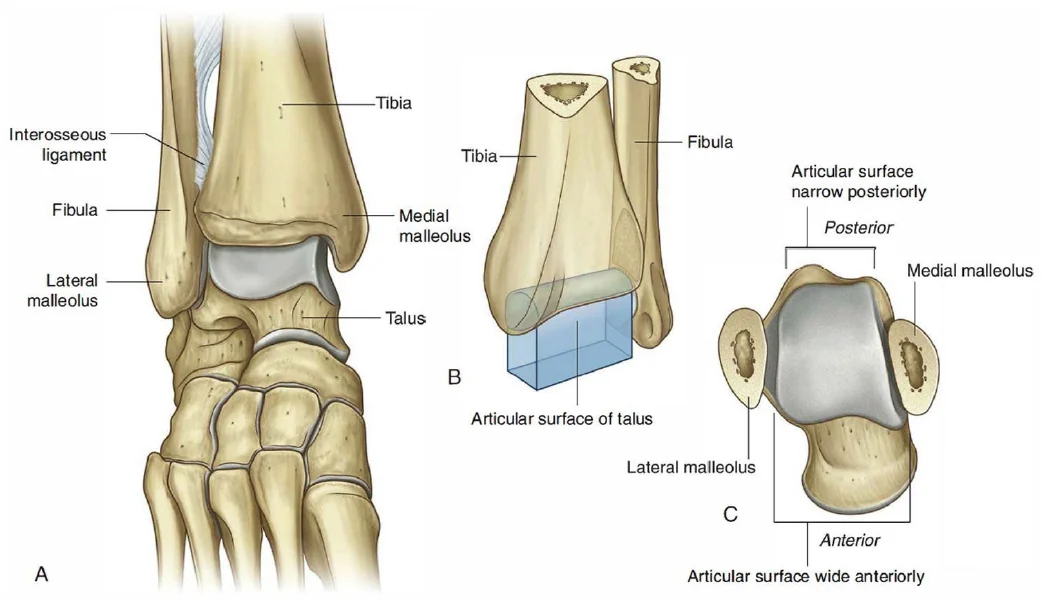 Interosseous
ligament
Fibula
Lateral
malleolus
Tibia
Medial
malleolus
Talus
A
Tibia
Fibula
B
Articular surface of talus
Articular surface
narrow posteriorly
Posterior
Medial malleolus
Lateral malleolus
C
Anterior
Articular surface wide anteriorly